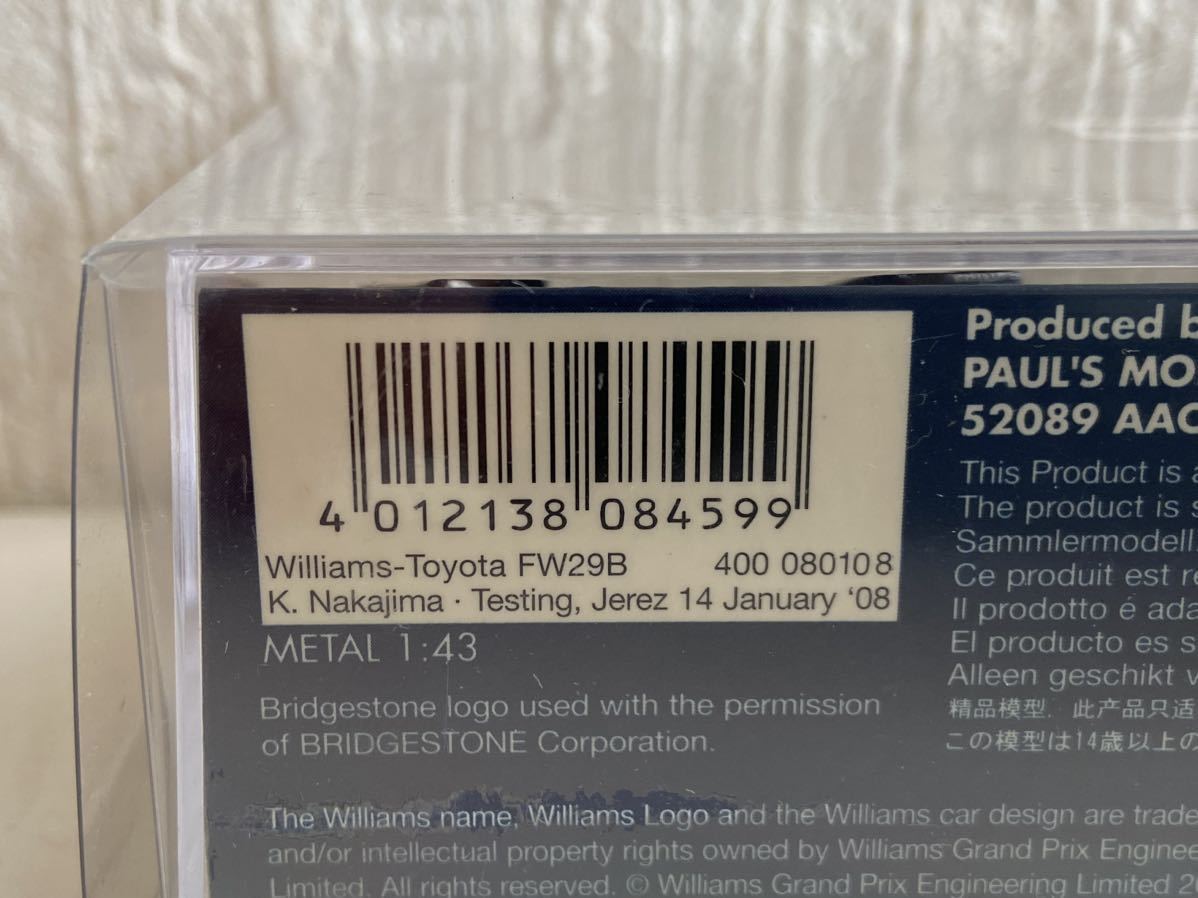 4 012138 084599
Williams-Toyota FW29B 400 080108
K. Nakajima · Testing, Jerez 14 January ‘08
METAL 1:43
Bridgestone logo used with the permission
of BRIDGESTONE Corporation.
The Williams name, Williams Logo and the Williams car design are trade
and/or intellectual property rights owned by Williams Grand Prix Enginee
Limited. All rights reserved. © Williams Grand Prix Engineering Limited 20
Produced b
PAUL'S MO
52089 AAC
This Product is a
The product is s
Sammlermodell
Ce produit est re
Il prodotto é ada
El producto es s
Alleen geschikt v
精品模型. 此产品只适
この模型は14歳以上の